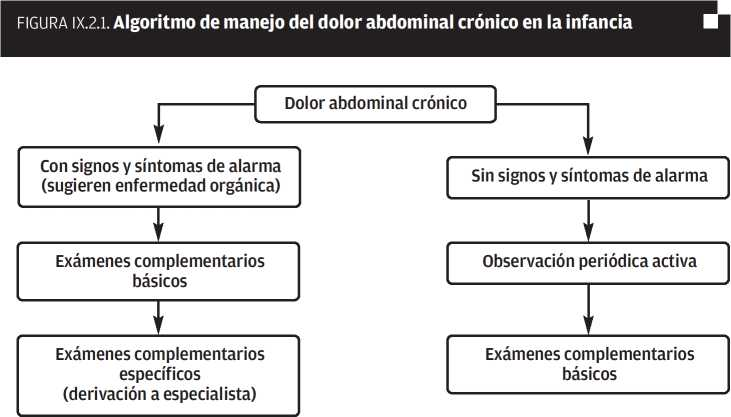 FIGURA IX.2.1. Algoritmo de manejo del dolor abdominal crónico en la infancia
Dolor abdominal crónico
Con signos y síntomas de alarma
(sugieren enfermedad orgánica)
Exámenes complementarios
básicos
Exámenes complementarios
específicos
(derivación a especialista)
Sin signos y síntomas de alarma
Observación periódica activa
Exámenes complementarios
básicos